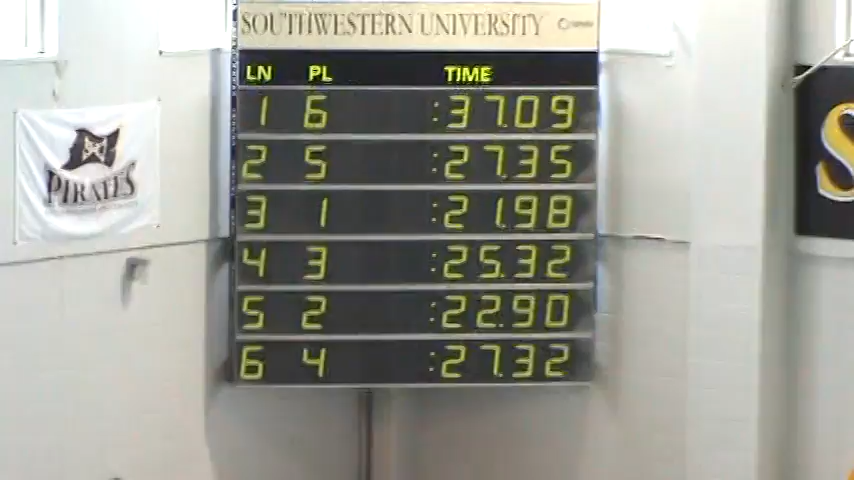 SOUTHWESTERN UNIVERSITY
LN PL TIME
1 6 :37.09
2 5 :27.35
3 1 :21.98
4 3 :25.32
5 2 :22.90
6 4 :27.32
PIRATES
S